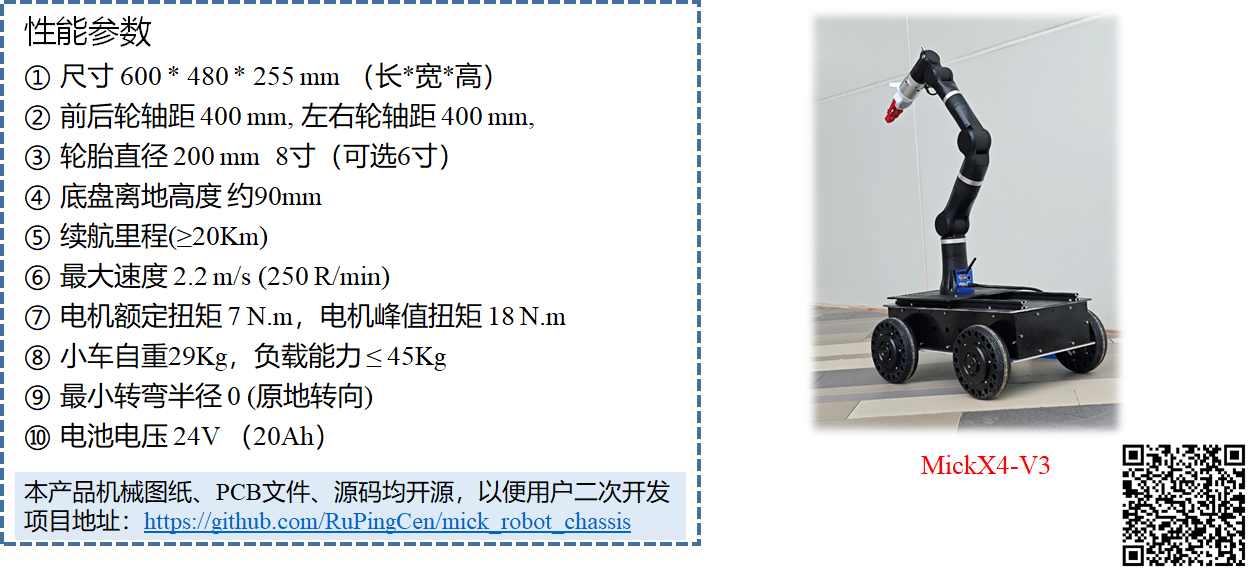 性能参数
① 尺寸 600 * 480 * 255 mm （长*宽*高）
② 前后轮轴距 400 mm, 左右轮轴距 400 mm,
③ 轮胎直径 200 mm 8寸（可选6寸）
④ 底盘离地高度 约90mm
⑤ 续航里程(≥20Km)
⑥ 最大速度 2.2 m/s (250 R/min)
⑦ 电机额定扭矩 7 N.m，电机峰值扭矩 18 N.m
⑧ 小车自重29Kg，负载能力 ≤ 45Kg
⑨ 最小转弯半径 0 (原地转向)
⑩ 电池电压 24V （20Ah）
本产品机械图纸、PCB文件、源码均开源，以便用户二次开发
项目地址：https://github.com/RuPingCen/mick_robot_chassis
MickX4-V3